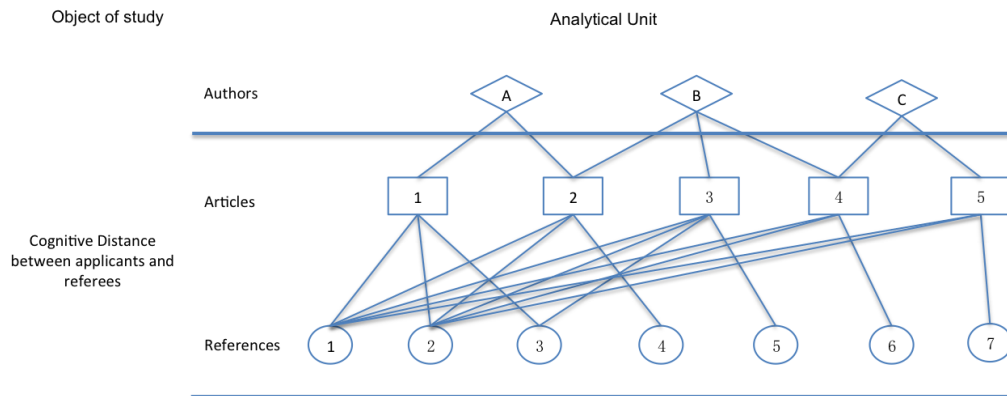 Object of study
Analytical Unit
Authors
A
B
C
Articles
1
2
3
4
5
Cognitive Distance
between applicants and
referees
References
1
2
3
4
5
6
7